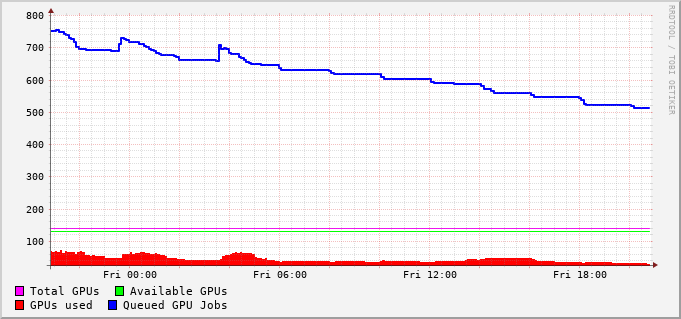 800
700
600
500
400
300
200
100
Fri 00:00 Fri 06:00 Fri 12:00 Fri 18:00
Total GPUs Available GPUs
GPUs used Queued GPU Jobs
RRDTOOL / TOBI OETIKER